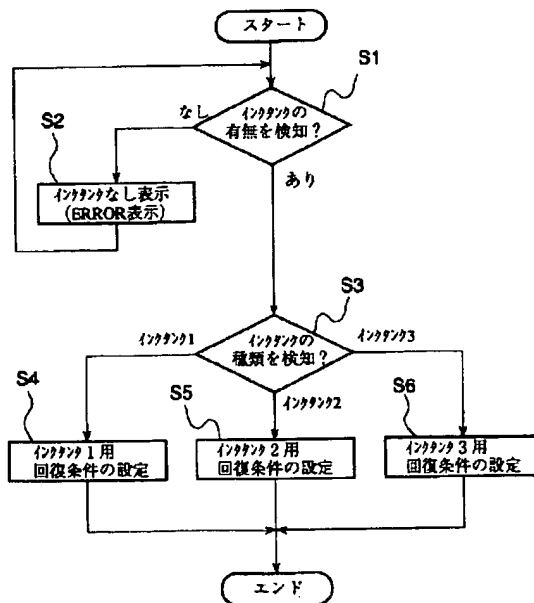 スタート
S1
インクタンクの
有無を検知?
なし
S2
インクタンクなし表示
(ERROR表示)
あり
S3
インクタンクの
種類を検知?
インクタンク1
インクタンク3
インクタンク2
S4
S5
S6
インクタンク1用
回復条件の設定
インクタンク2用
回復条件の設定
インクタンク3用
回復条件の設定
エンド